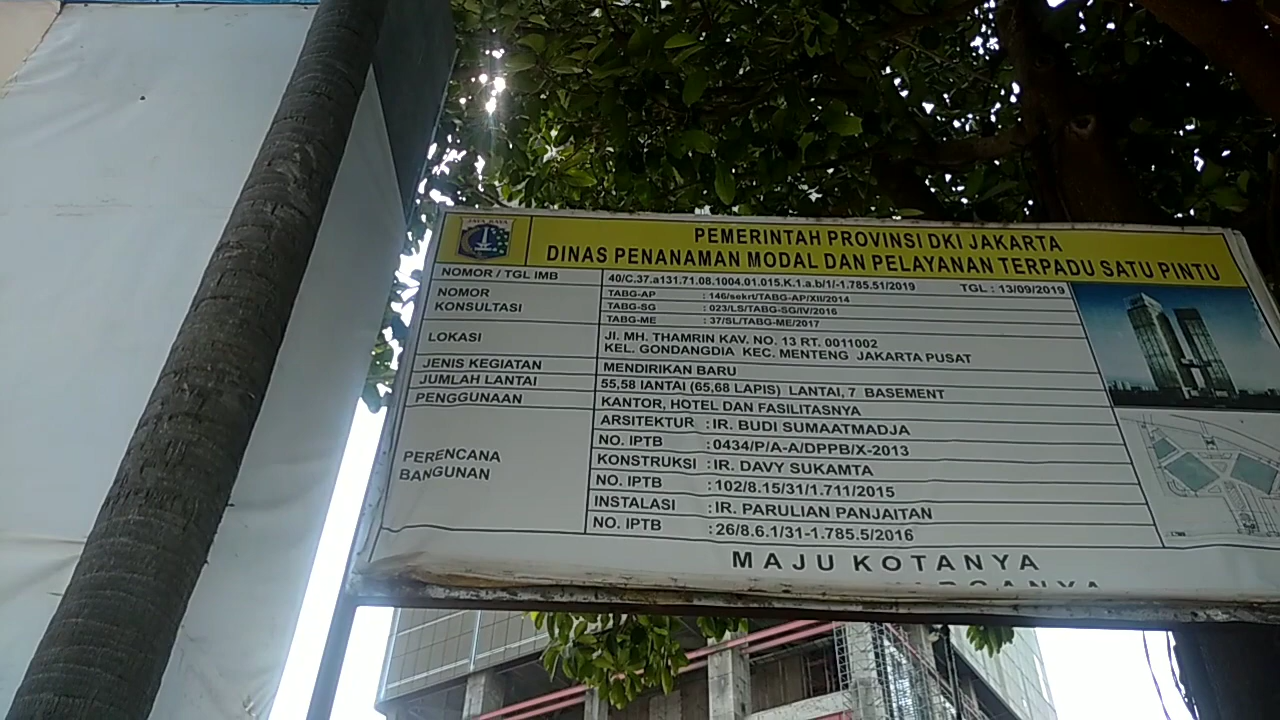 JAYA RAYA
PEMERINTAH PROVINSI DKI JAKARTA
DINAS PENANAMAN MODAL DAN PELAYANAN TERPADU SATU PINTU
NOMOR / TGL IMB 40/C.37.a131.71.08.1004.01.015.K.1.a.b/1/-1.785.51/2019 TGL : 13/09/2019
NOMOR KONSULTASI
TABG-AP : 146/sekrt/TABG-AP/XII/2014
TABG-SG : 023/LS/TABG-SG/IV/2016
TABG-ME : 37/SL/TABG-ME/2017
LOKASI JI. MH. THAMRIN KAV. NO. 13 RT. 0011002
KEL. GONDANGDIA KEC. MENTENG JAKARTA PUSAT
JENIS KEGIATAN MENDIRIKAN BARU
JUMLAH LANTAI 55,58 IANTAI (65,68 LAPIS) LANTAI, 7 BASEMENT
PENGGUNAAN KANTOR, HOTEL DAN FASILITASNYA
PERENCANA
BANGUNAN
ARSITEKTUR : IR. BUDI SUMAATMADJA
NO. IPTB : 0434/P/A-A/DPPB/X-2013
KONSTRUKSI : IR. DAVY SUKAMTA
NO. IPTB : 102/8.15/31/1.711/2015
INSTALASI : IR. PARULIAN PANJAITAN
NO. IPTB : 26/8.6.1/31-1.785.5/2016
MAJU KOTANYA